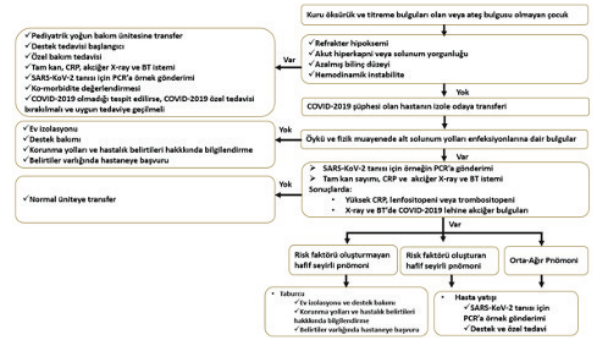 Kuru öksürük ve titreme bulguları olan veya ateş bulgusu olmayan çocuk
✓Pediyatrik yoğun bakım ünitesine transfer
✓Destek tedavisi başlangıcı
✓Özel bakım tedavisi
✓Tam kan, CRP, akciğer X-ray ve BT istemi
✓SARS-KoV-2 tanısı için PCR'a örnek gönderimi
✓Ko-morbidite değerlendirmesi
✓COVID-2019 olmadığı tespit edilirse, COVID-2019 özel tedavisi
bırakılmalı ve uygun tedaviye geçilmeli
Var
✓Refrakter hipoksemi
✓Akut hiperkapni veya solunum yorgunluğu
✓Azalmış bilinç düzeyi
✓Hemodinamik instabilite
Yok
COVID-2019 şüphesi olan hastanın izole odaya transferi
✓Ev izolasyonu
✓Destek bakımı
✓Korunma yolları ve hastalık belirtileri hakkkında bilgilendirme
✓Belirtiler varlığında hastaneye başvuru
Yok
Öykü ve fizik muayenede alt solunum yolları enfeksiyonlarına dair bulgular
Var
➢ SARS-KoV-2 tanısı için örneğin PCR'a gönderimi
➢ Tam kan sayımı, CRP ve akciğer X-ray ve BT istemi
Sonuçlarda:
• Yüksek CRP, lenfositopeni veya trombositopeni
• X-ray ve BT'de COVID-2019 lehine akciğer bulguları
Yok
✓Normal üniteye transfer
Var
Risk faktörü oluşturmayan
hafif seyirli pnömoni
Risk faktörü oluşturan
hafif seyirli pnömoni
Orta-Ağır Pnömoni
• Taburcu
✓Ev izolasyonu ve destek bakımı
✓Korunma yolları ve hastalık belirtileri
hakkkında bilgilendirme
✓Belirtiler varlığında hastaneye başvuru
• Hasta yatışı
✓SARS-KoV-2 tanısı için
PCR'a örnek gönderimi
✓Destek ve özel tedavi